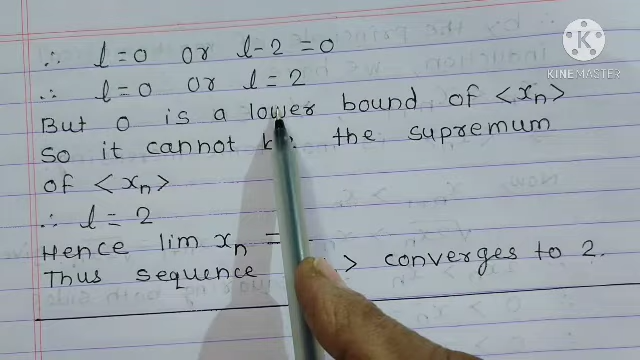 ∴ l = 0 or l - 2 = 0
∴ l = 0 or l = 2
But 0 is a lower bound of <xₙ>
So it cannot the supremum
of <xₙ>
∴ l = 2
Hence lim xₙ =
Thus sequence > converges to 2.
KINEMASTER